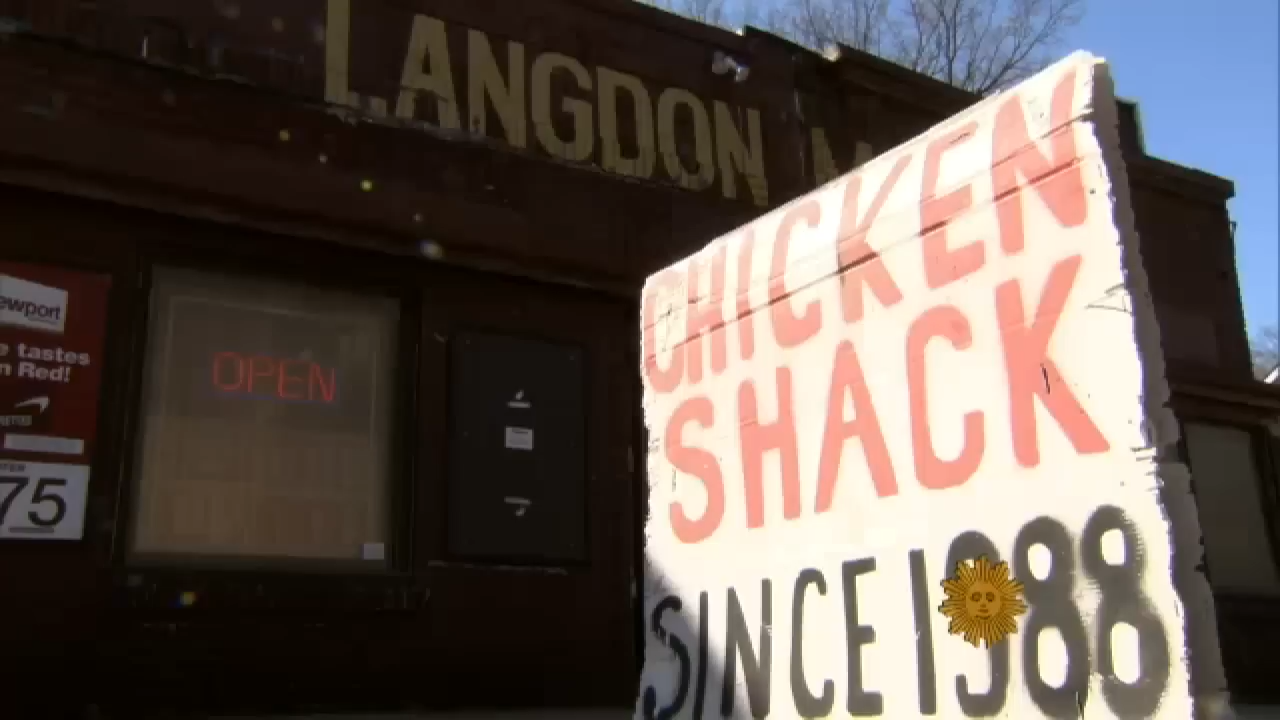 LANGDON
CHICKEN
SHACK
SINCE 1988
OPEN
ewport
e tastes
n Red!
75